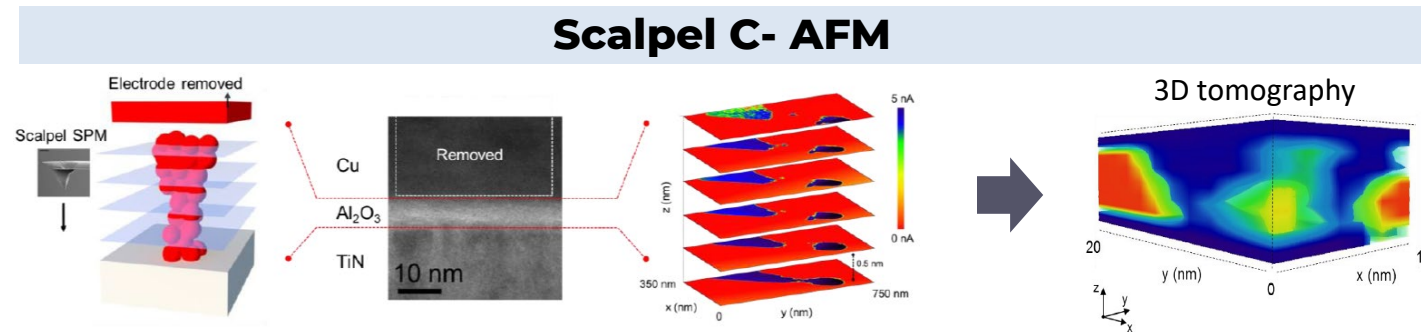 Scalpel C- AFM
Electrode removed
Scalpel SPM
Cu
Al₂O₃
TiN
Removed
10 nm
5 nA
0 nA
z (nm)
0.5 nm
350 nm
x (nm)
0
y (nm)
750 nm
3D tomography
20
y (nm)
0
x (nm)
1
z
y
x